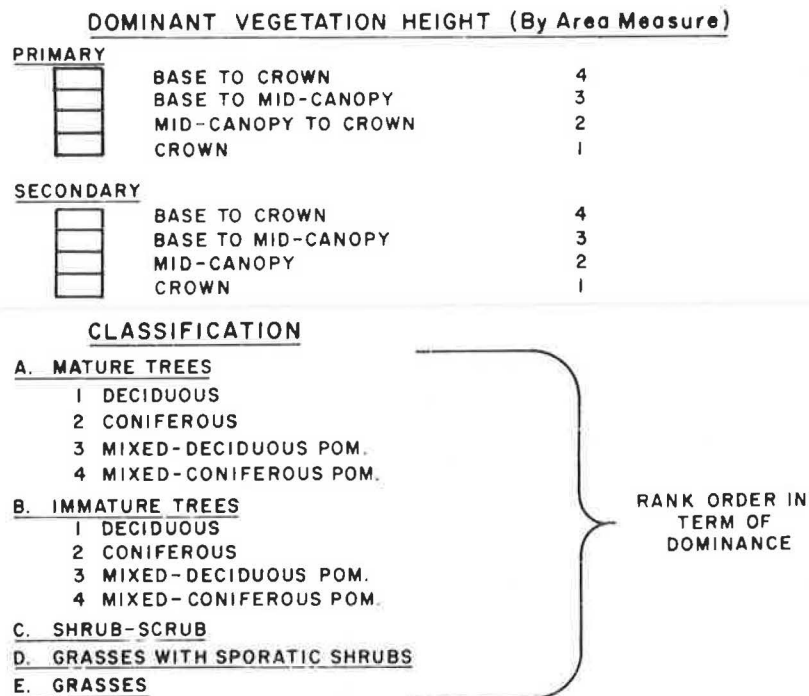 DOMINANT VEGETATION HEIGHT (By Area Measure)
PRIMARY
BASE TO CROWN 4
BASE TO MID-CANOPY 3
MID-CANOPY TO CROWN 2
CROWN 1
SECONDARY
BASE TO CROWN 4
BASE TO MID-CANOPY 3
MID-CANOPY 2
CROWN 1
CLASSIFICATION
A. MATURE TREES
1 DECIDUOUS
2 CONIFEROUS
3 MIXED-DECIDUOUS POM.
4 MIXED-CONIFEROUS POM.
B. IMMATURE TREES
1 DECIDUOUS
2 CONIFEROUS
3 MIXED-DECIDUOUS POM.
4 MIXED-CONIFEROUS POM.
C. SHRUB-SCRUB
D. GRASSES WITH SPORATIC SHRUBS
E. GRASSES
RANK ORDER IN
TERM OF
DOMINANCE